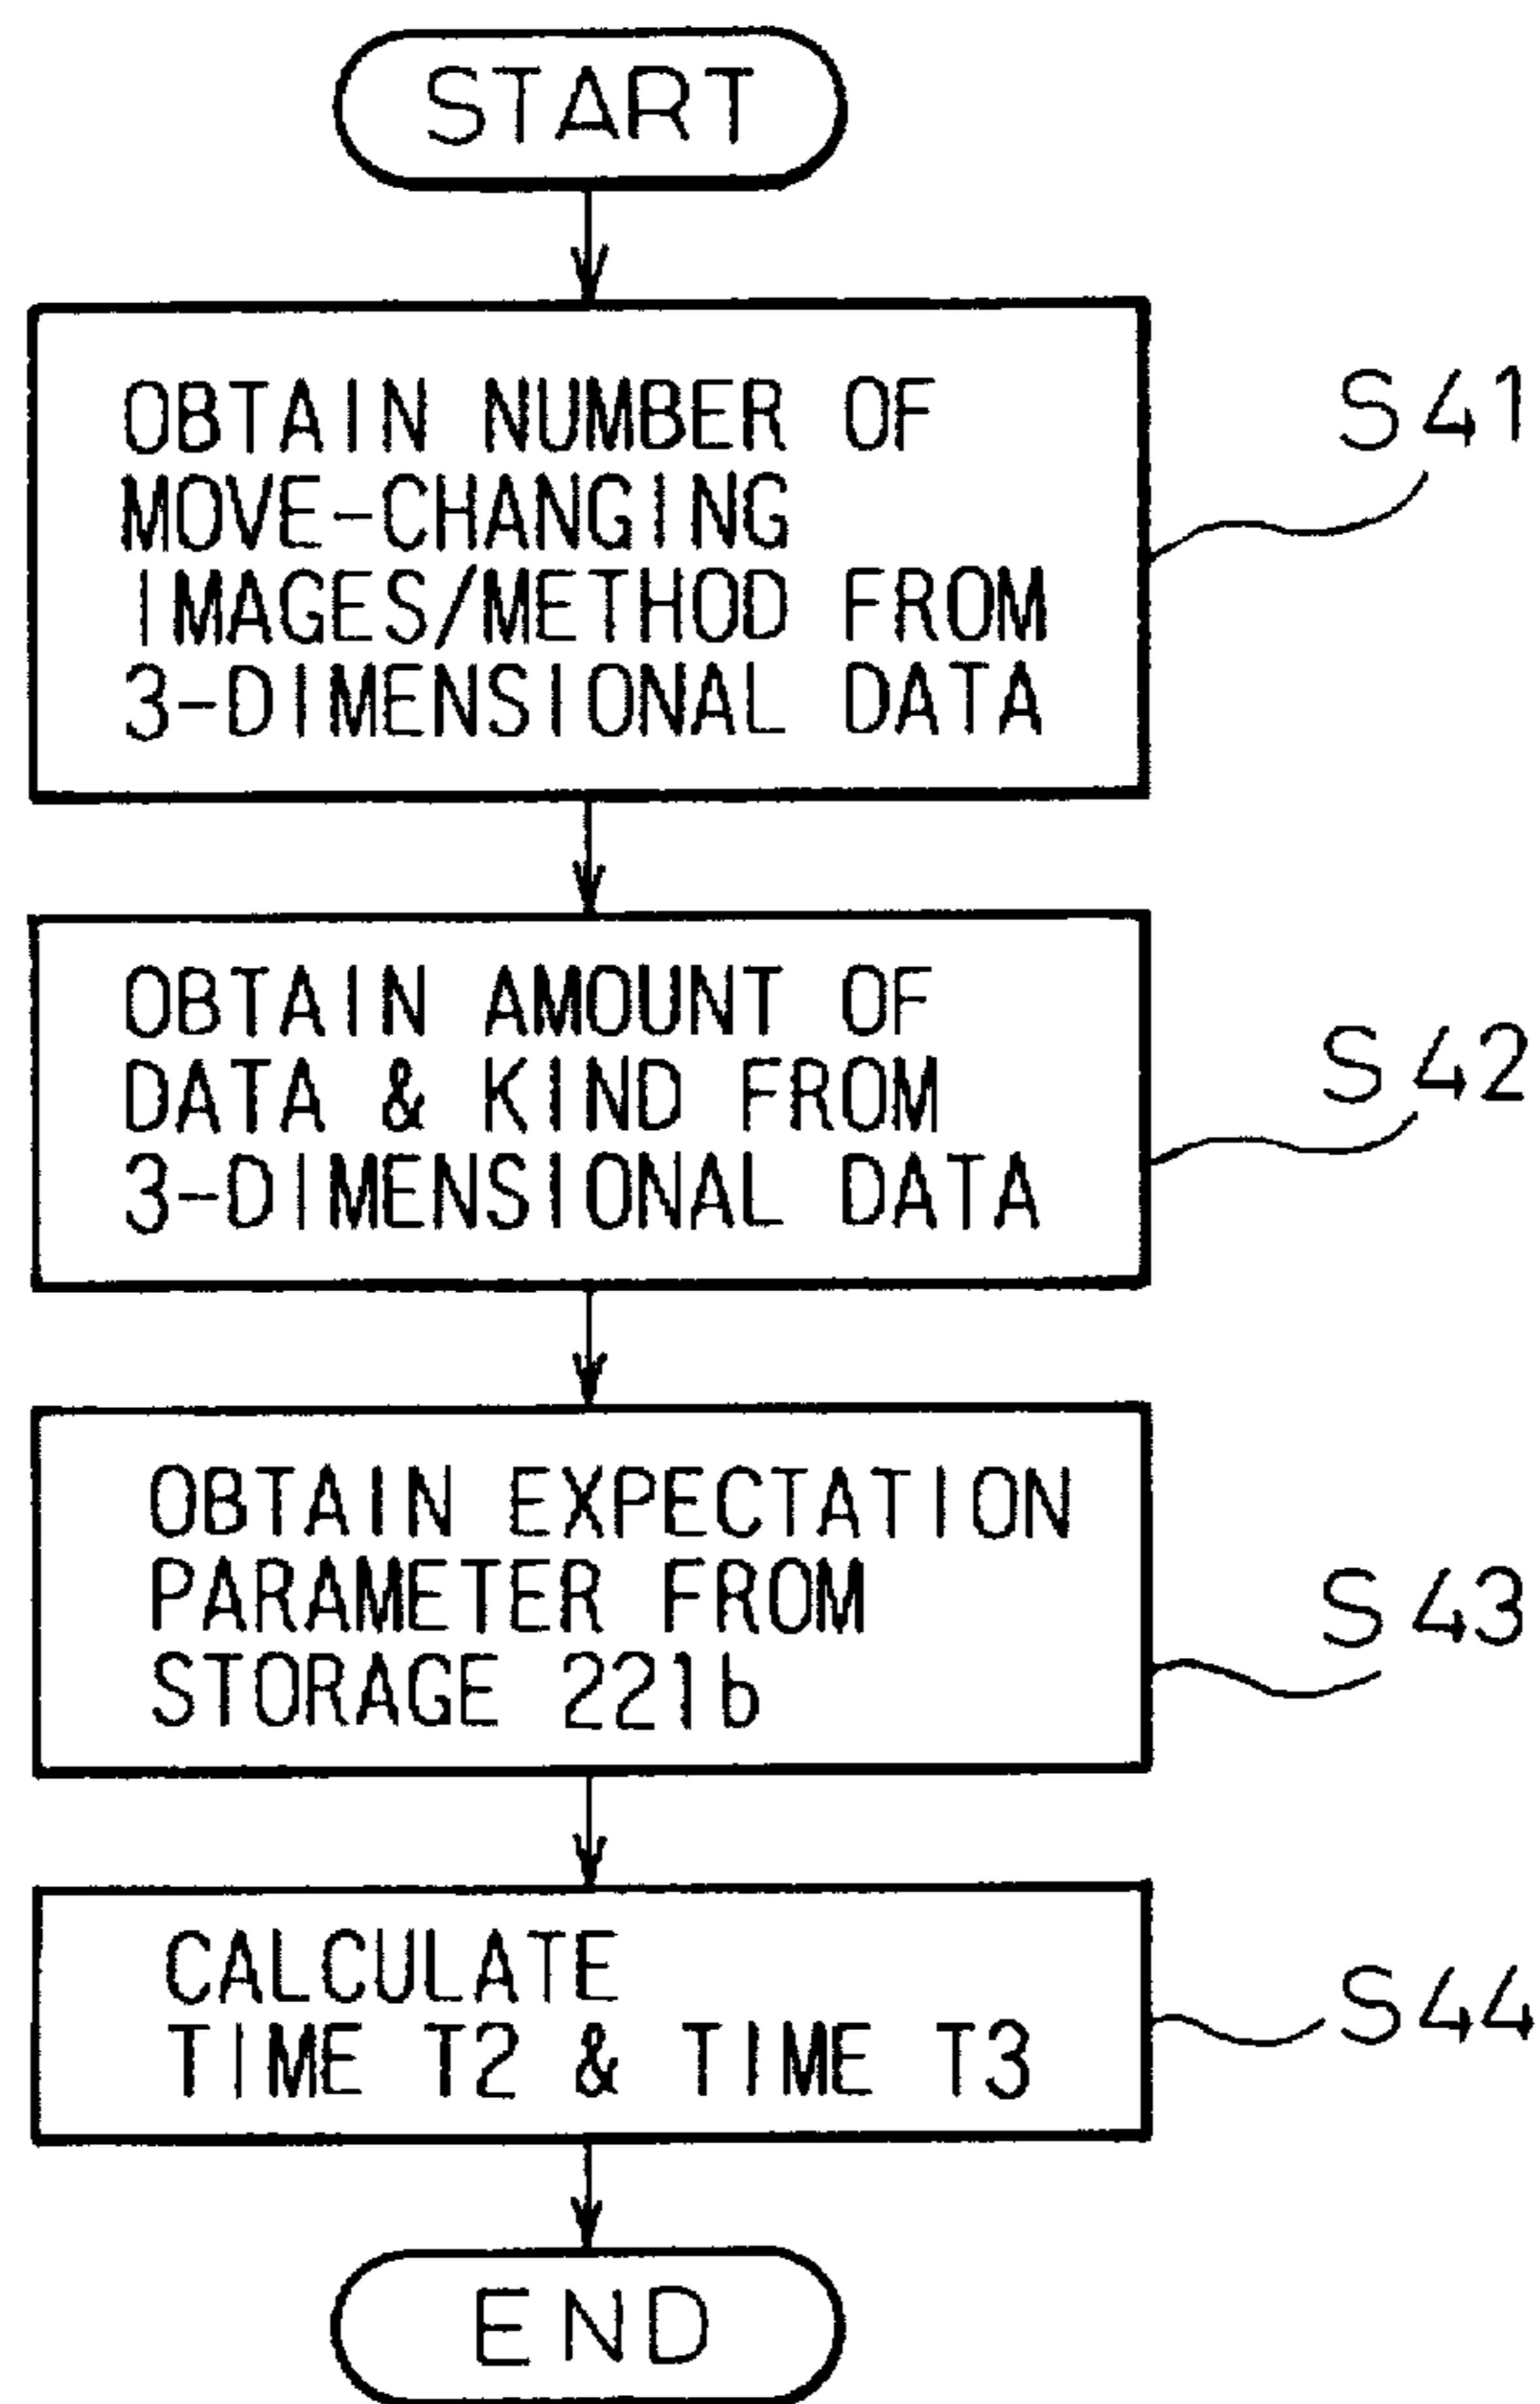 START
OBTAIN NUMBER OF
MOVE-CHANGING
IMAGES/METHOD FROM
3-DIMENSIONAL DATA
S41
OBTAIN AMOUNT OF
DATA & KIND FROM
3-DIMENSIONAL DATA
S42
OBTAIN EXPECTATION
PARAMETER FROM
STORAGE 221b
S43
CALCULATE
TIME T2 & TIME T3
S44
END